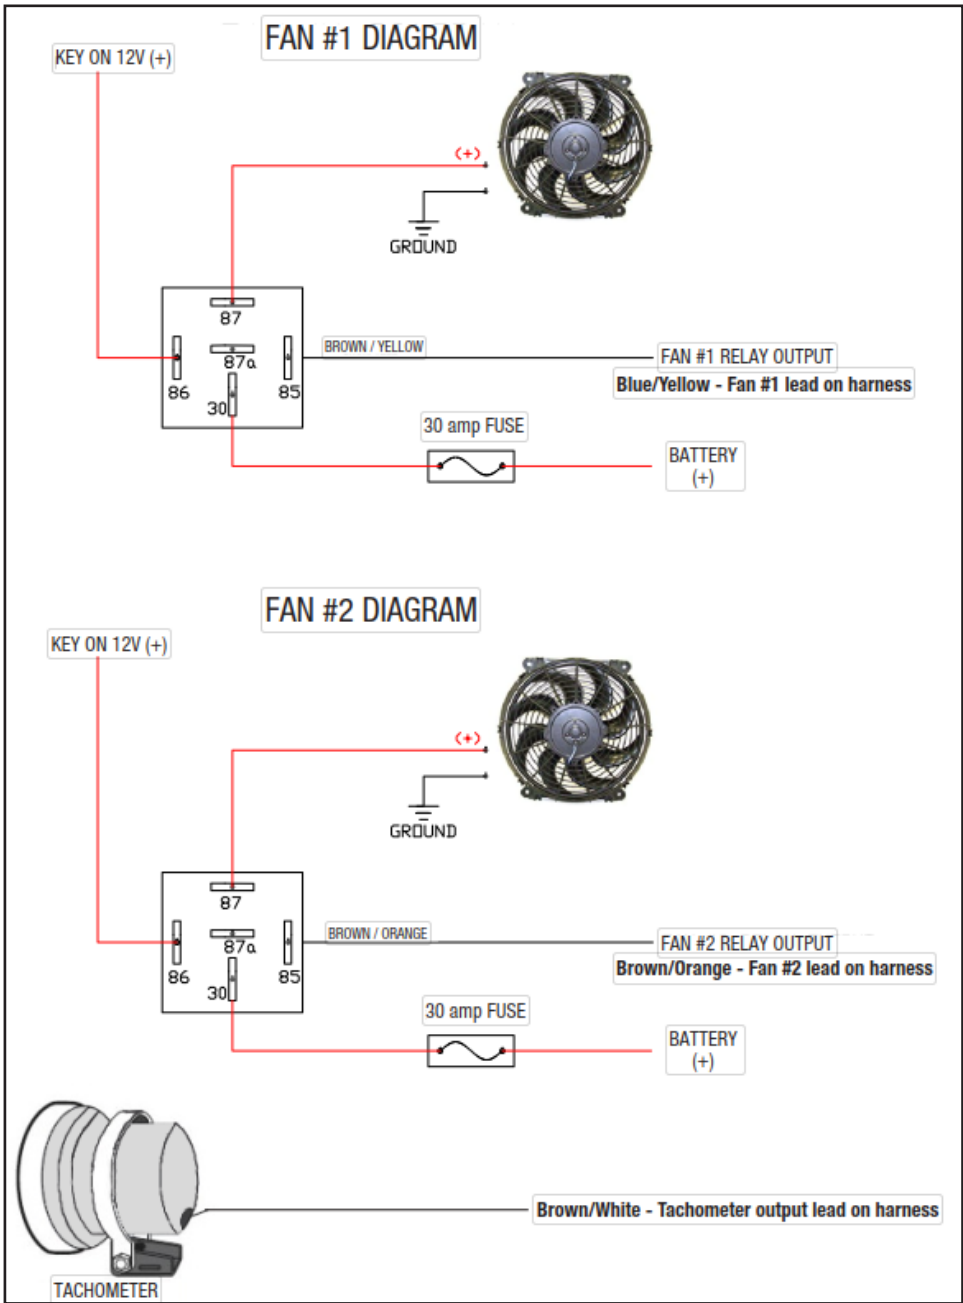 FAN #1 DIAGRAM
KEY ON 12V (+)
(+)
GROUND
87
87a
86
85
30
BROWN / YELLOW
FAN #1 RELAY OUTPUT
Blue/Yellow - Fan #1 lead on harness
30 amp FUSE
BATTERY
(+)
FAN #2 DIAGRAM
KEY ON 12V (+)
(+)
GROUND
87
87a
86
85
30
BROWN / ORANGE
FAN #2 RELAY OUTPUT
Brown/Orange - Fan #2 lead on harness
30 amp FUSE
BATTERY
(+)
Brown/White - Tachometer output lead on harness
TACHOMETER